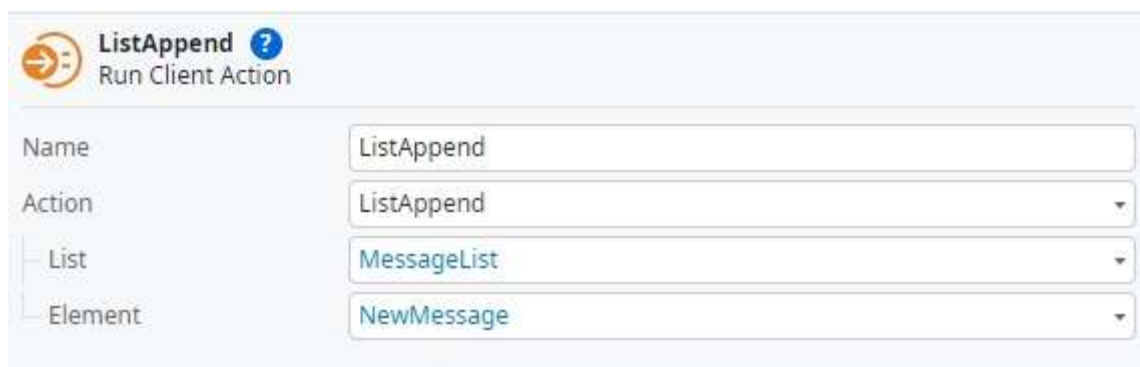 ListAppend ?
Run Client Action
Name ListAppend
Action ListAppend
List MessageList
Element NewMessage